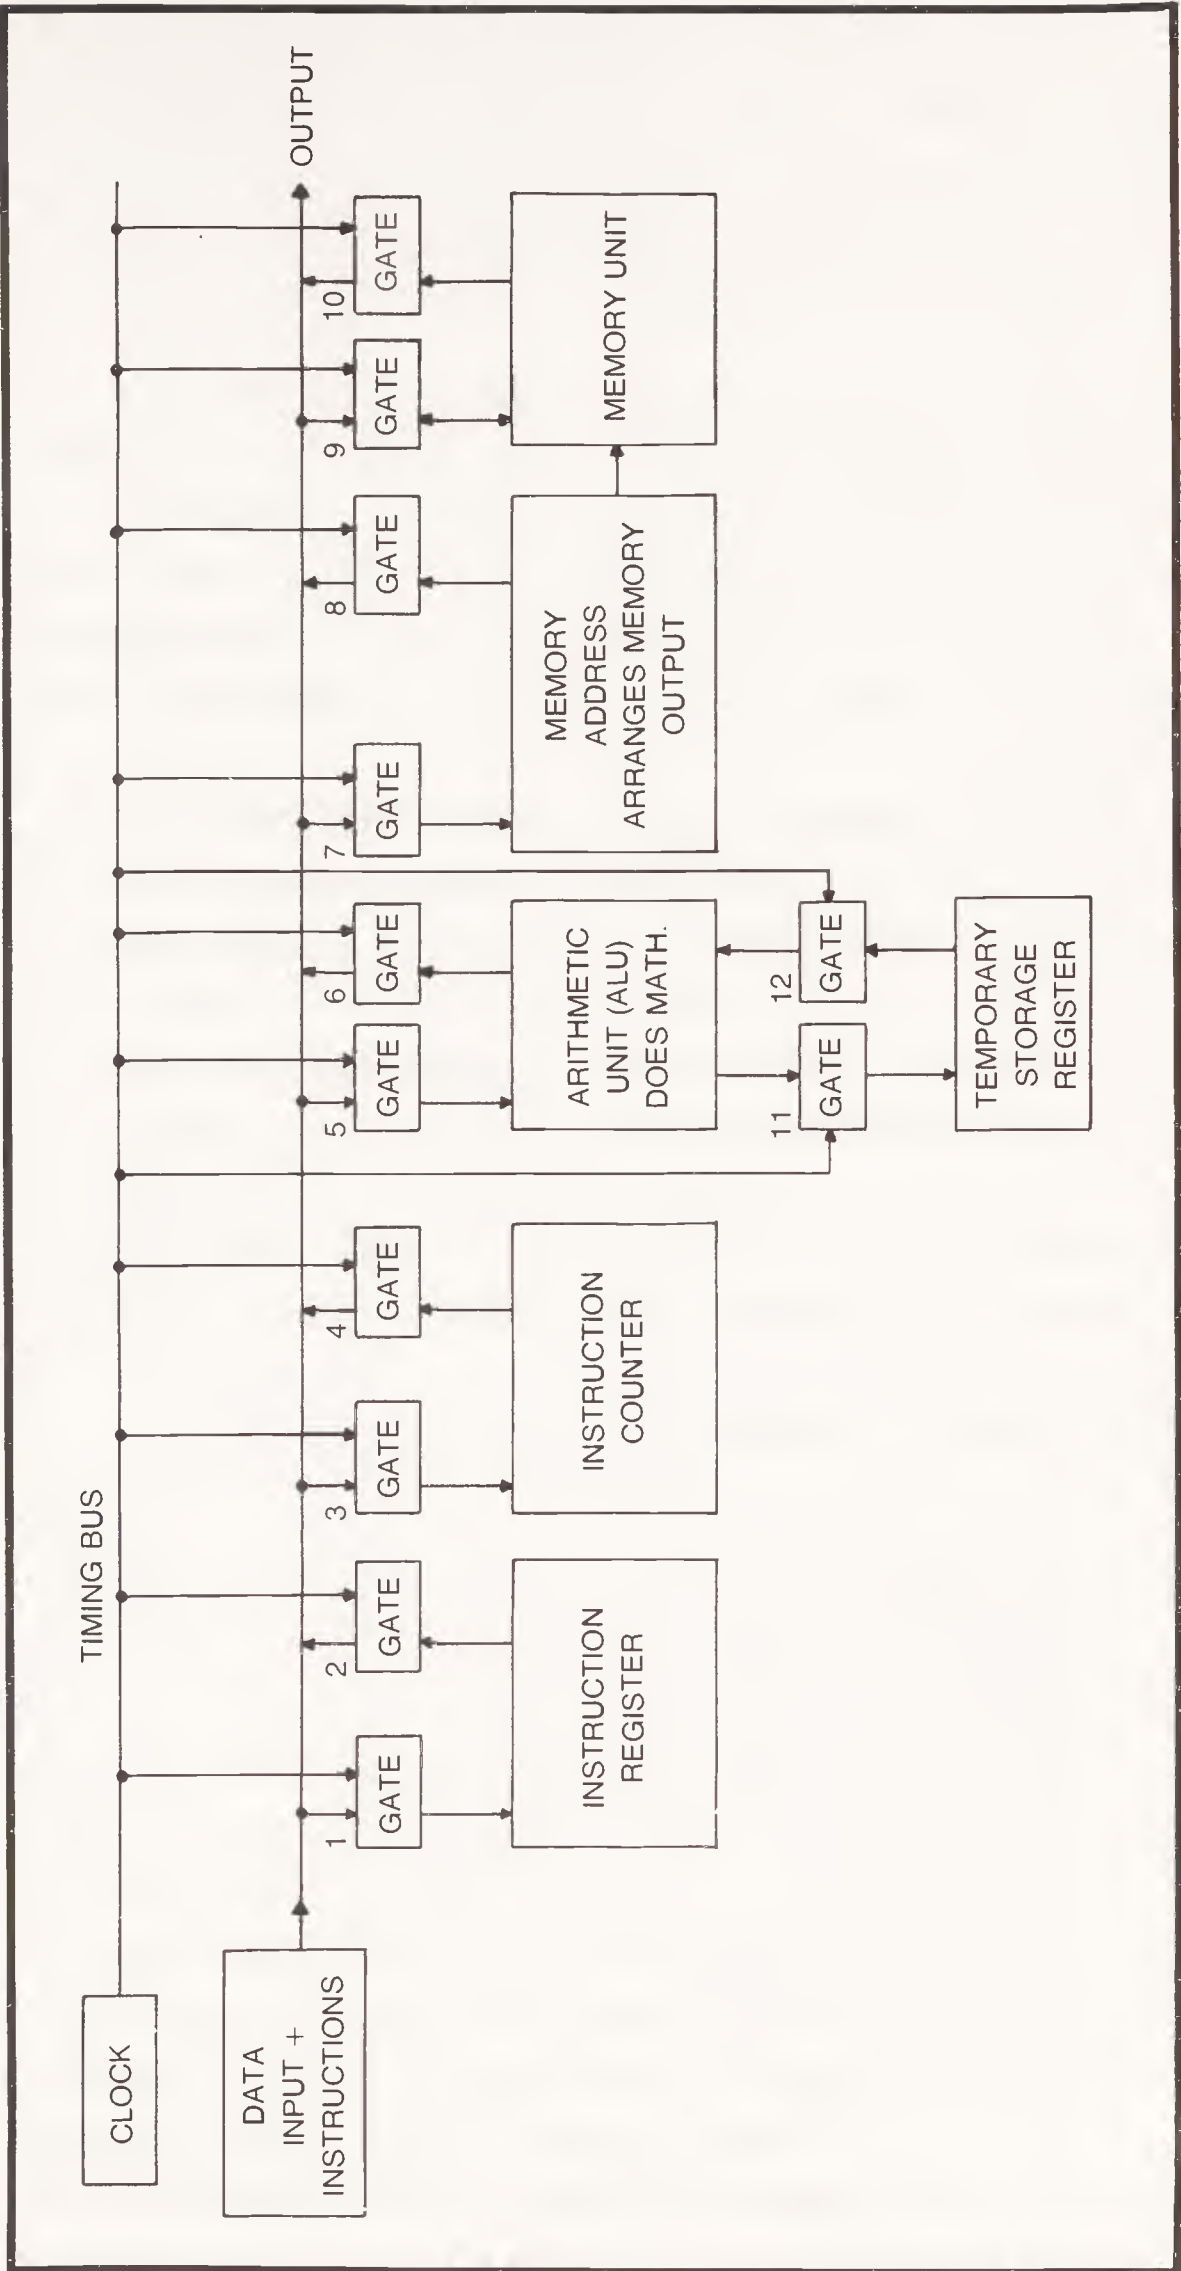 CLOCK
TIMING BUS
DATA
INPUT +
INSTRUCTIONS
OUTPUT
1
GATE
2
GATE
3
GATE
4
GATE
5
GATE
6
GATE
7
GATE
8
GATE
9
GATE
10
GATE
INSTRUCTION
REGISTER
INSTRUCTION
COUNTER
ARITHMETIC
UNIT (ALU)
DOES MATH.
MEMORY
ADDRESS
ARRANGES MEMORY
OUTPUT
MEMORY UNIT
11
GATE
12
GATE
TEMPORARY
STORAGE
REGISTER